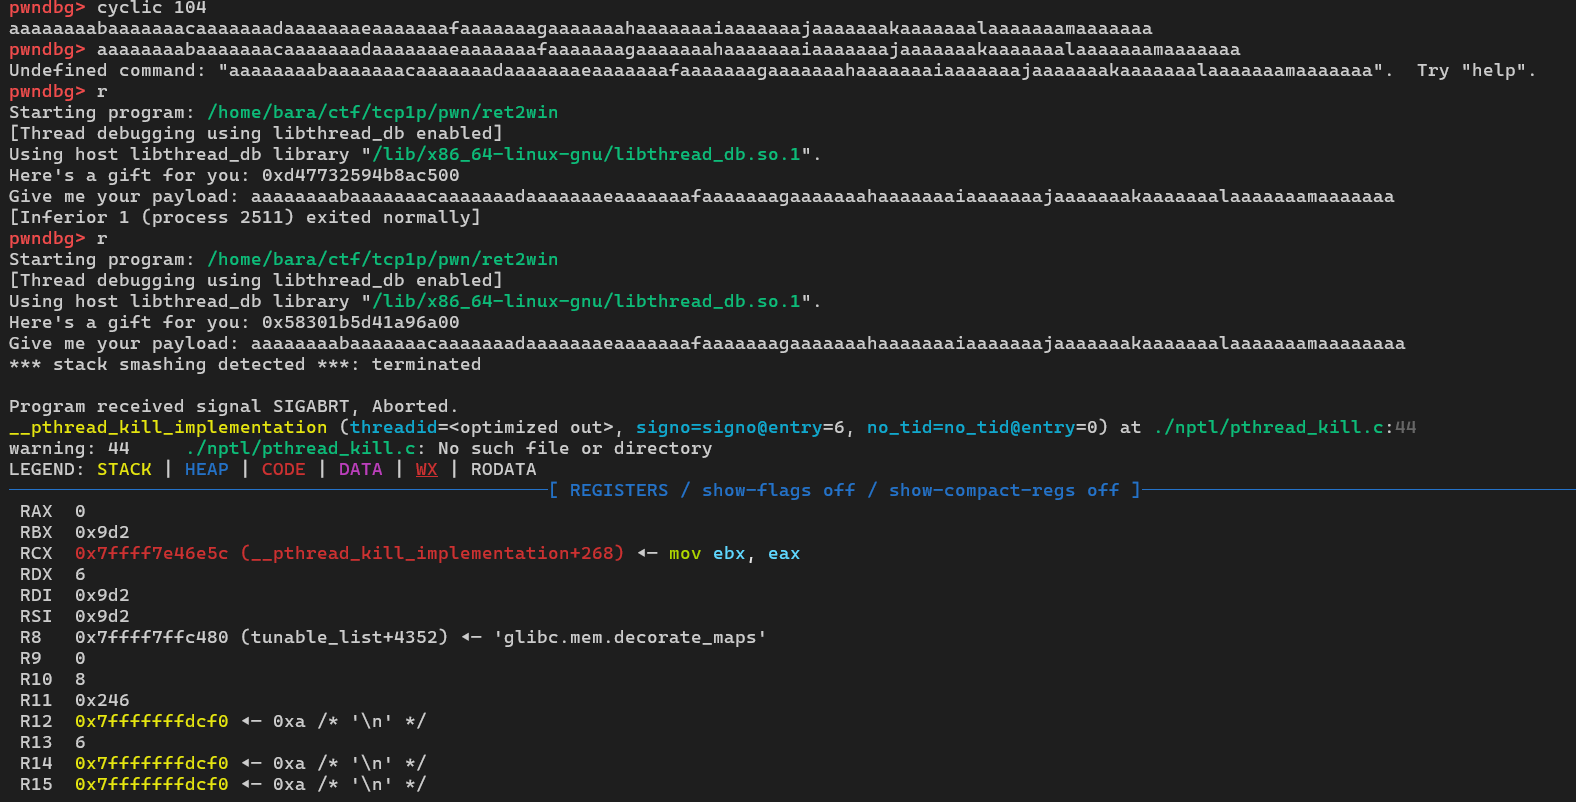 pwndbg> cyclic 104
aaaaaaaabaaaaaaacaaaaaaadaaaaaaaeaaaaaaafaaaaaaagaaaaaaahaaaaaaaiaaaaaaajaaaaaaakaaaaaaalaaaaaaamaaaaaaa
pwndbg> aaaaaaaabaaaaaaacaaaaaaadaaaaaaaeaaaaaaafaaaaaaagaaaaaaahaaaaaaaiaaaaaaajaaaaaaakaaaaaaalaaaaaaamaaaaaaa
Undefined command: "aaaaaaaabaaaaaaacaaaaaaadaaaaaaaeaaaaaaafaaaaaaagaaaaaaahaaaaaaaiaaaaaaajaaaaaaakaaaaaaalaaaaaaamaaaaaaa".  Try "help".
pwndbg> r
Starting program: /home/bara/ctf/tcp1p/pwn/ret2win
[Thread debugging using libthread_db enabled]
Using host libthread_db library "/lib/x86_64-linux-gnu/libthread_db.so.1".
Here's a gift for you: 0xd47732594b8ac500
Give me your payload: aaaaaaaabaaaaaaacaaaaaaadaaaaaaaeaaaaaaafaaaaaaagaaaaaaahaaaaaaaiaaaaaaajaaaaaaakaaaaaaalaaaaaaamaaaaaaa
[Inferior 1 (process 2511) exited normally]
pwndbg> r
Starting program: /home/bara/ctf/tcp1p/pwn/ret2win
[Thread debugging using libthread_db enabled]
Using host libthread_db library "/lib/x86_64-linux-gnu/libthread_db.so.1".
Here's a gift for you: 0x58301b5d41a96a00
Give me your payload: aaaaaaaabaaaaaaacaaaaaaadaaaaaaaeaaaaaaafaaaaaaagaaaaaaahaaaaaaaiaaaaaaajaaaaaaakaaaaaaalaaaaaaamaaaaaaaa
*** stack smashing detected ***: terminated
Program received signal SIGABRT, Aborted.
__pthread_kill_implementation (threadid=<optimized out>, signo=signo@entry=6, no_tid=no_tid@entry=0) at ./nptl/pthread_kill.c:44
warning: 44     ./nptl/pthread_kill.c: No such file or directory
LEGEND: STACK | HEAP | CODE | DATA | WX | RODATA
[ REGISTERS / show-flags off / show-compact-regs off ]
RAX  0
RBX  0x9d2
RCX  0x7ffff7e46e5c (__pthread_kill_implementation+268) ◂— mov ebx, eax
RDX  6
RDI  0x9d2
RSI  0x9d2
R8   0x7ffff7ffc480 (tunable_list+4352) ◂— 'glibc.mem.decorate_maps'
R9   0
R10  8
R11  0x246
R12  0x7fffffffdcf0 ◂— 0xa /* '\n' */
R13  6
R14  0x7fffffffdcf0 ◂— 0xa /* '\n' */
R15  0x7fffffffdcf0 ◂— 0xa /* '\n' */